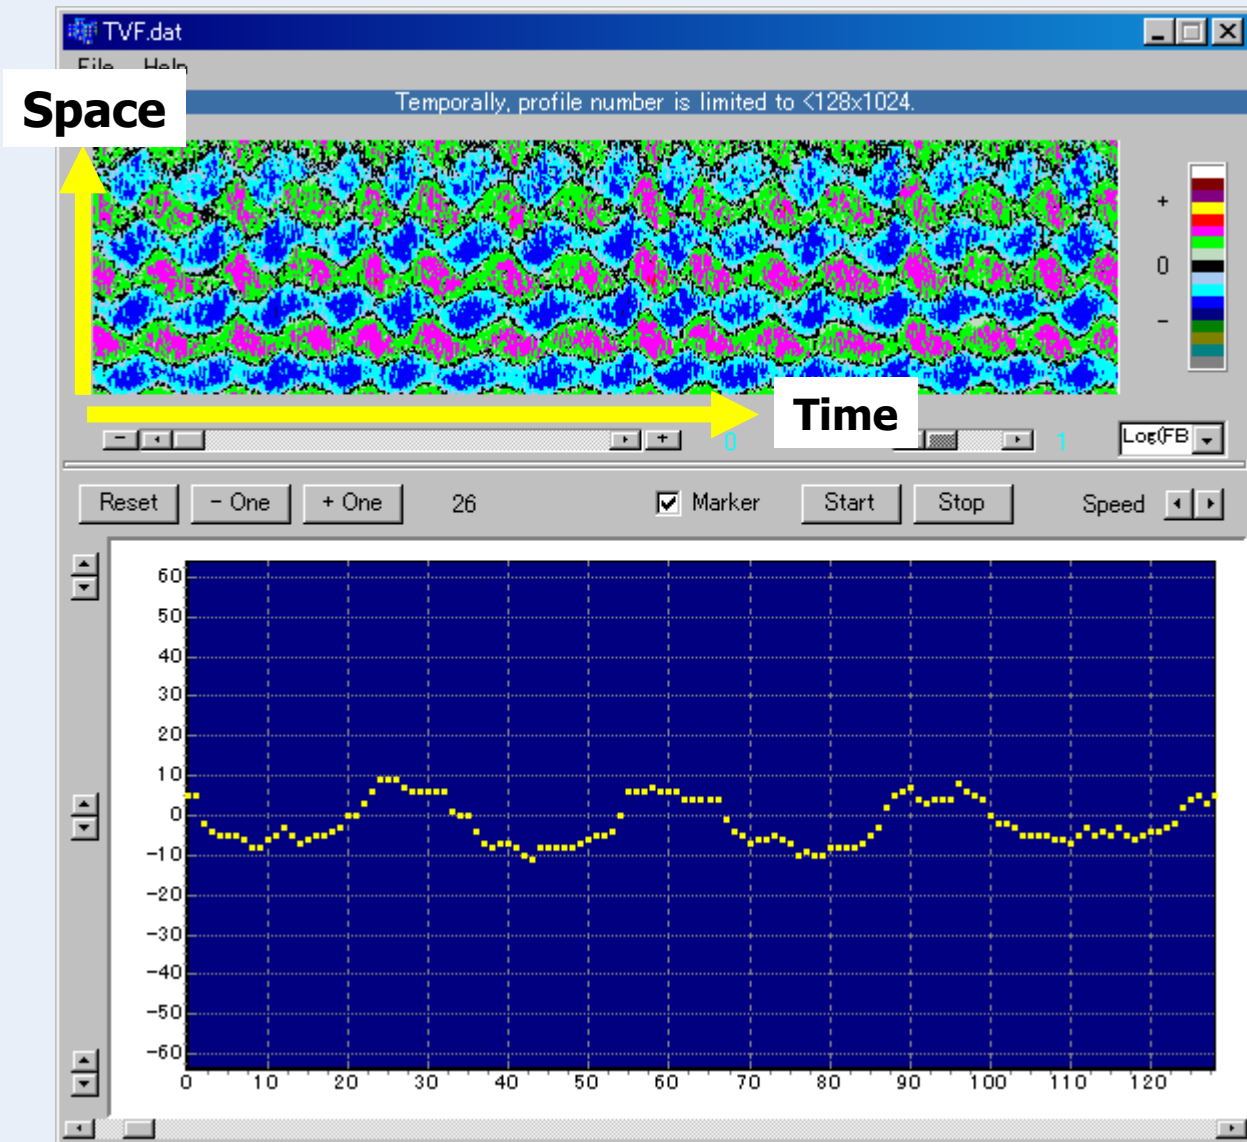 TVF.dat
File Help
Space
Temporally, profile number is limited to <128x1024.
+
0
−
Time
− + 0 1 Log(FB
Reset − One + One 26 Marker Start Stop Speed
60
50
40
30
20
10
0
−10
−20
−30
−40
−50
−60
0 10 20 30 40 50 60 70 80 90 100 110 120